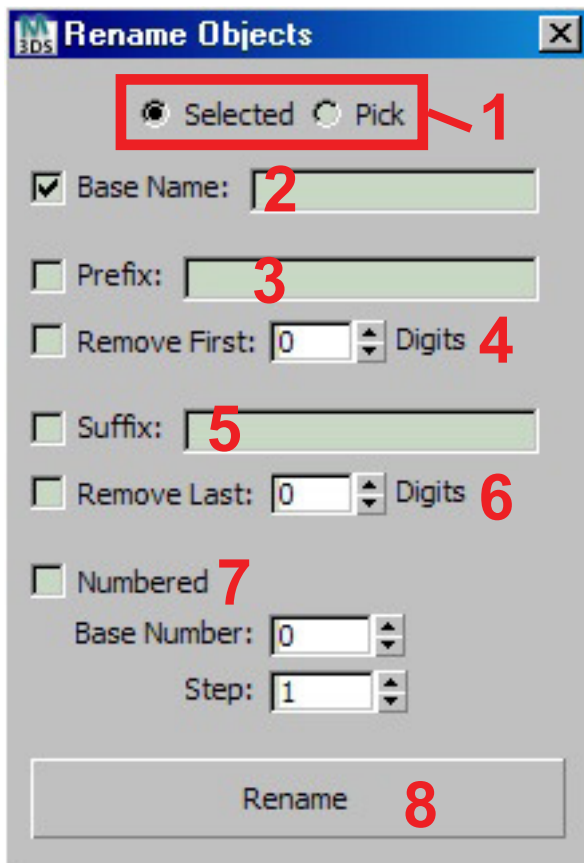 M
3DS Rename Objects
Selected Pick 1
Base Name: 2
Prefix: 3
Remove First: 0 Digits 4
Suffix: 5
Remove Last: 0 Digits 6
Numbered 7
Base Number: 0
Step: 1
Rename 8